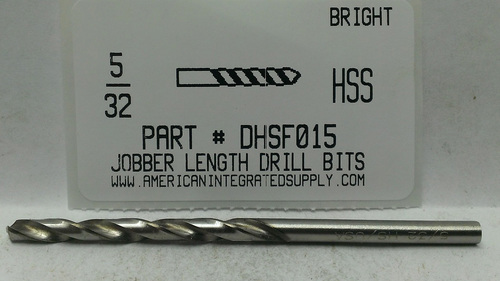 BRIGHT
5/32
HSS
PART # DHSF015
JOBBER LENGTH DRILL BITS
WWW.AMERICANINTEGRATEDSUPPLY.COM